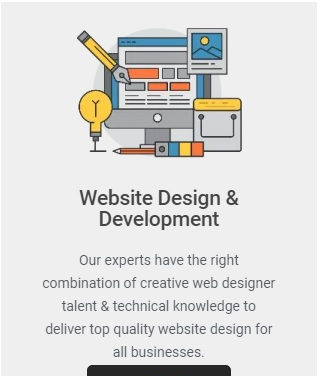 Website Design &
Development
Our experts have the right
combination of creative web designer
talent & technical knowledge to
deliver top quality website design for
all businesses.